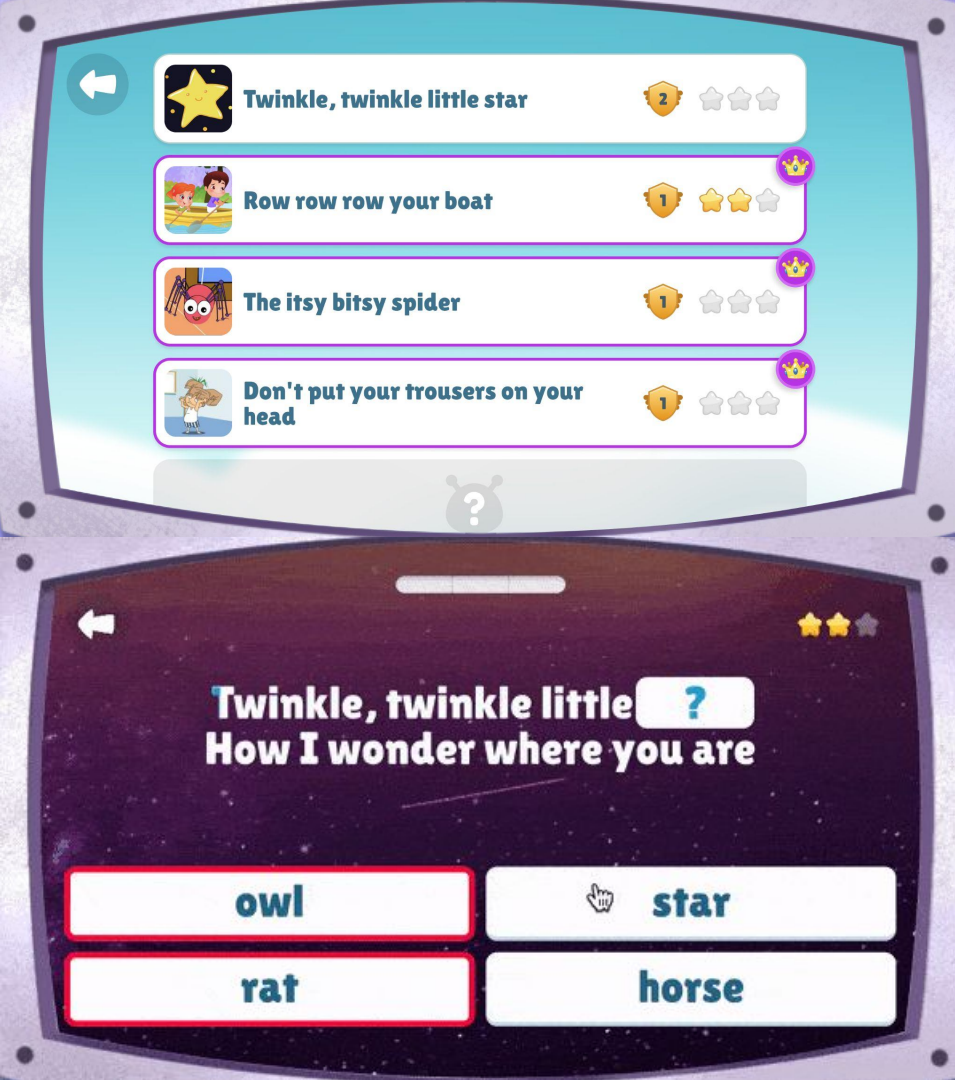 Twinkle, twinkle little star
2
Row row row your boat
1
The itsy bitsy spider
1
Don't put your trousers on your
head
1
?
Twinkle, twinkle little ?
How I wonder where you are
owl
star
rat
horse